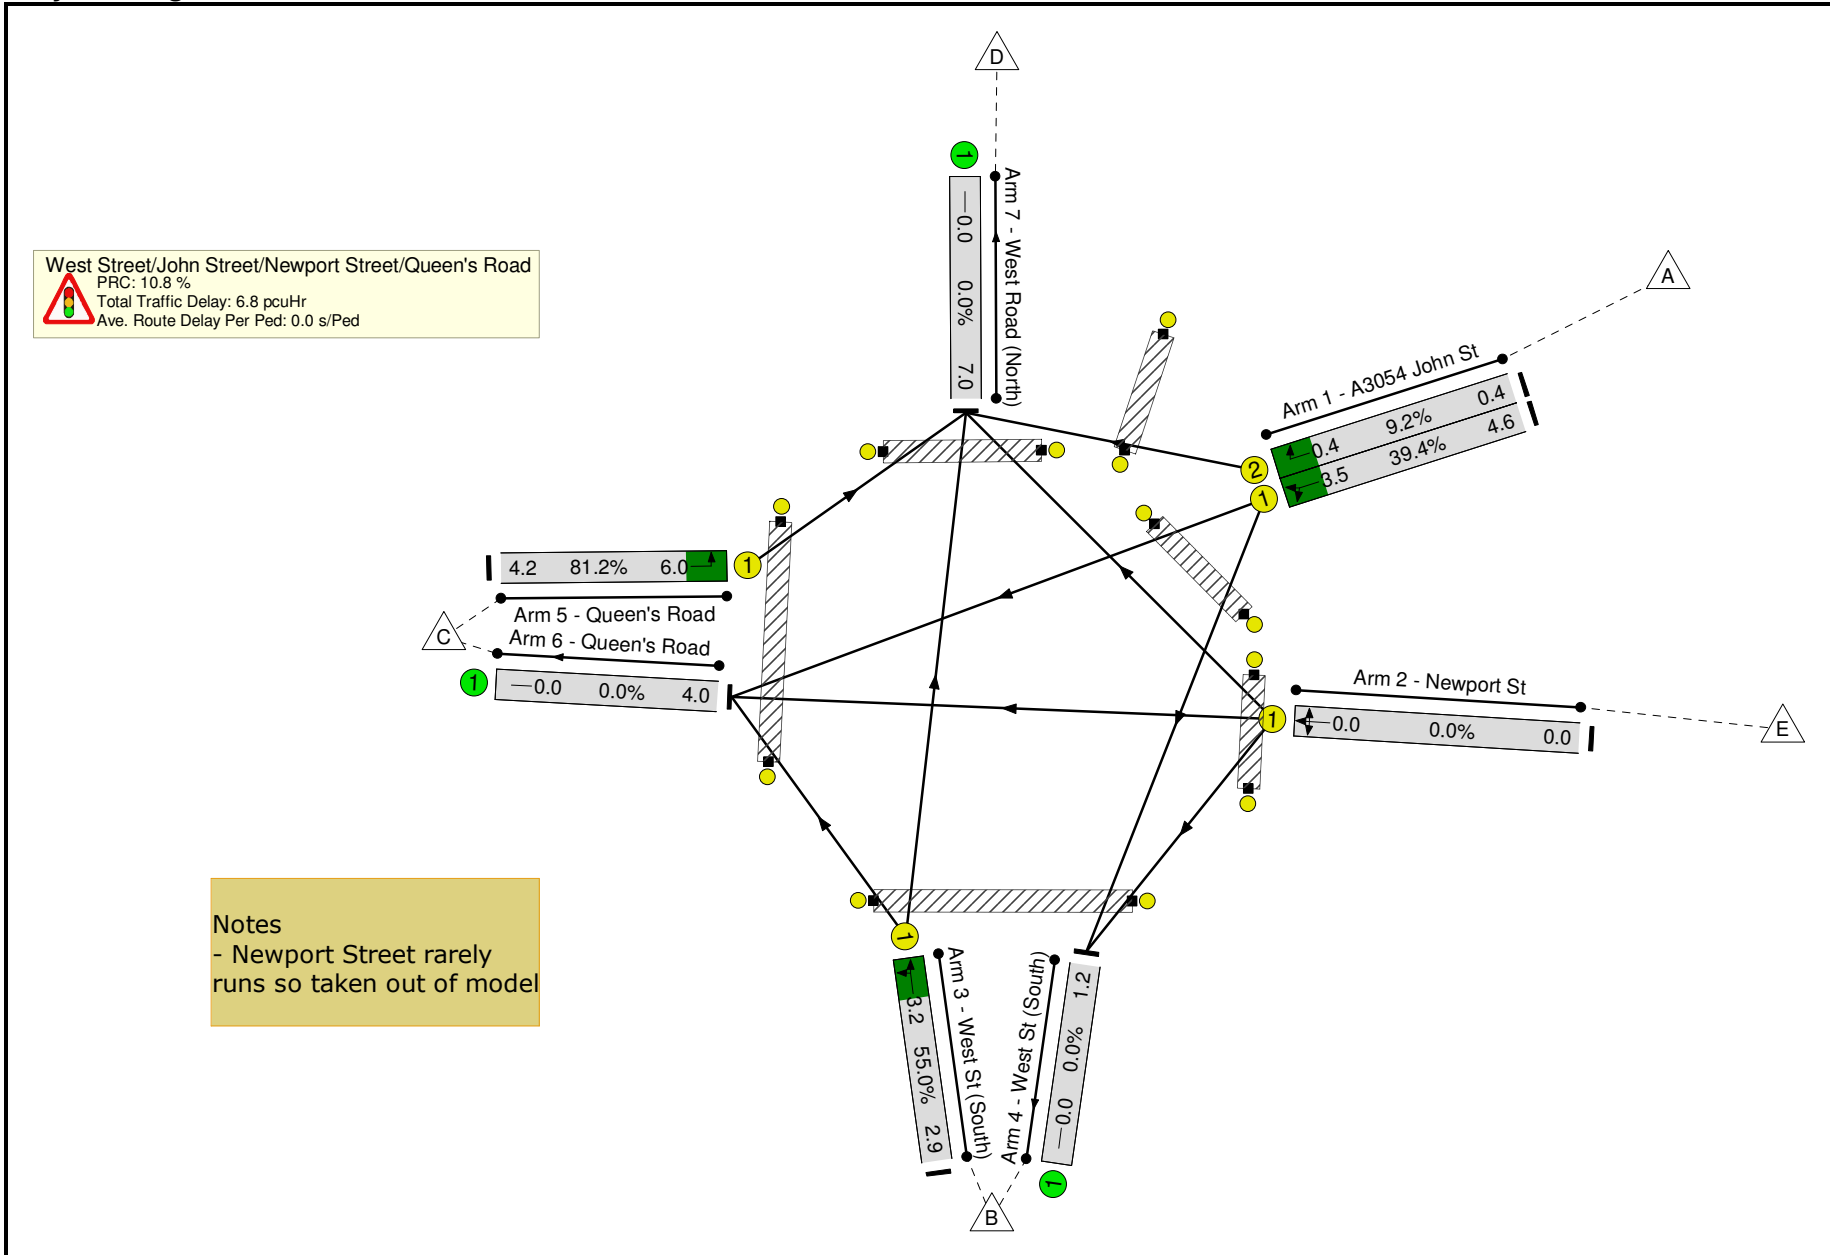 D
1
0.0 0.0% 7.0
Arm 7 - West Road (North)
West Street/John Street/Newport Street/Queen's Road
PRC: 10.8 %
Total Traffic Delay: 6.8 pcuHr
Ave. Route Delay Per Ped: 0.0 s/Ped
A
Arm 1 - A3054 John St
2
0.4 9.2% 0.4
1
3.5 39.4% 4.6
4.2 81.2% 6.0
1
Arm 5 - Queen's Road
C
Arm 6 - Queen's Road
1
0.0 0.0% 4.0
Arm 2 - Newport St
1
0.0 0.0% 0.0
E
Notes
- Newport Street rarely
runs so taken out of model
1
3.2 55.0% 2.9
Arm 3 - West St (South)
Arm 4 - West St (South)
0.0 0.0% 1.2
1
B